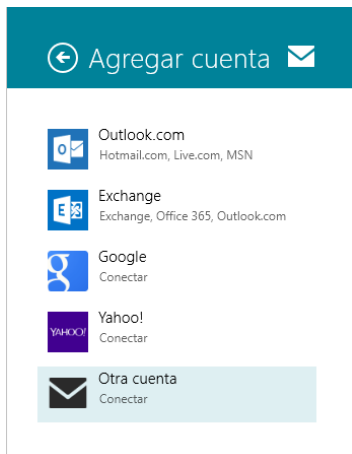 Agregar cuenta
Outlook.com
Hotmail.com, Live.com, MSN
Exchange
Exchange, Office 365, Outlook.com
Google
Conectar
YAHOO!
Yahoo!
Conectar
Otra cuenta
Conectar